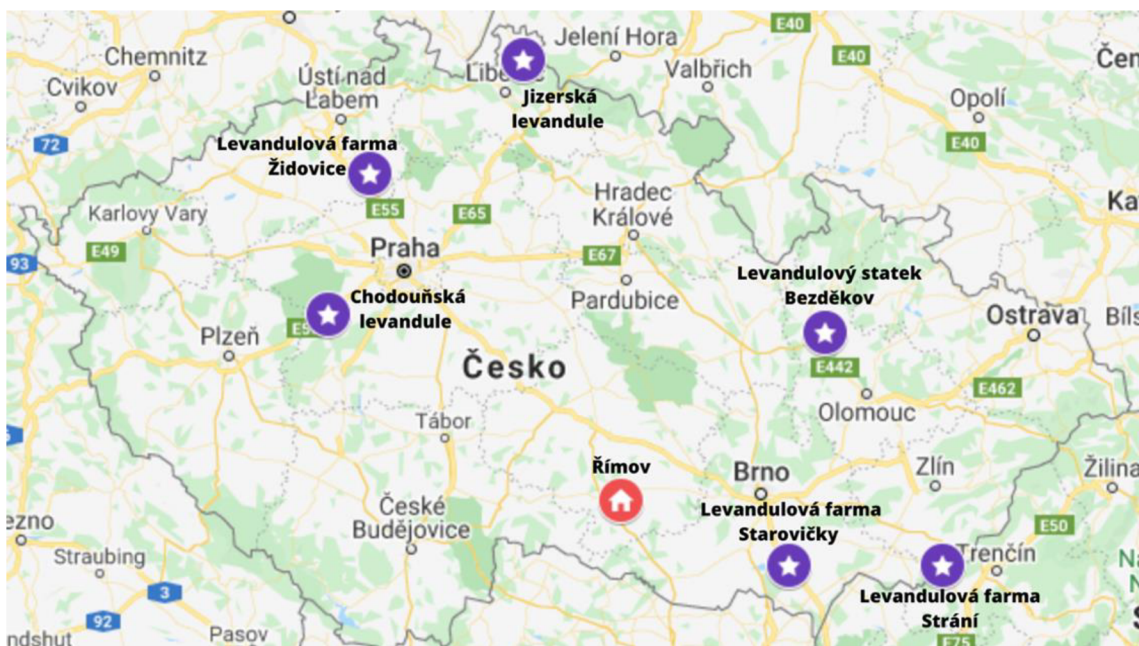 E40
Jelení Hora
Chemnitz
E40
Valbřich
Cvikov
Ústí nad
Labem
Jizerská
levandule
Opolí
72
Levandulová farma
Židovice
E40
Hradec
Králové
Karlovy Vary
E55
E65
E49
Praha
E67
93
Levandulový statek
Bezděkov
Pardubice
Chodouňská
levandule
Ostrava
Plzeň
Česko
E442
E462
Olomouc
Tábor
Římov
Brno
Zlín
Žilina
České
Budějovice
Levandulová farma
Starovičky
E50
Straubing
Trenčín
3
Levandulová farma
Strání
92
Pasov
E75